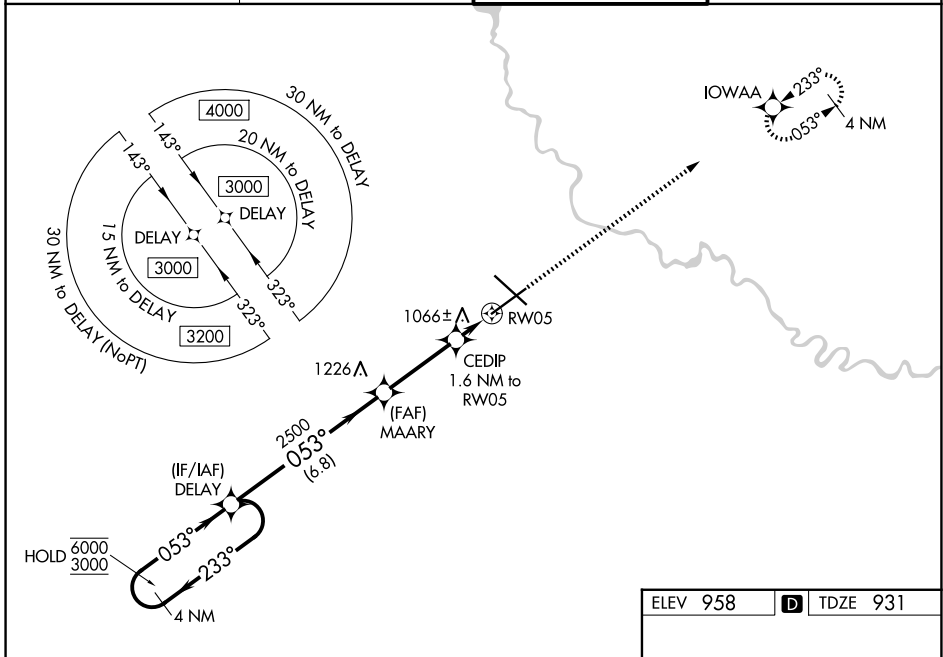 4000
30 NM to DELAY
143°
20 NM to DELAY
3000
DELAY
323°
143°
DELAY
15 NM to DELAY
3000
323°
3200
30 NM to DELAY (NoPT)
IOWAA
233°
053°
4 NM
1066±
RW05
CEDIP
1.6 NM to
RW05
1226
(FAF)
MAARY
2500
053°
(6.8)
(IF/IAF)
DELAY
HOLD 6000
3000
053°
233°
4 NM
ELEV 958 D TDZE 931